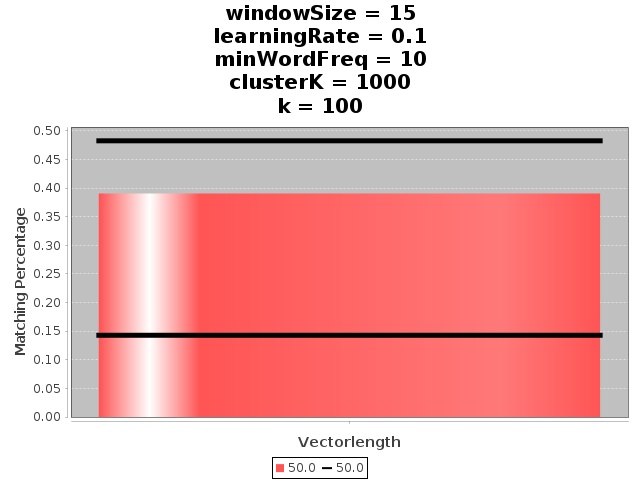 windowSize = 15
learningRate = 0.1
minWordFreq = 10
clusterK = 1000
k = 100
0.50
0.45
0.40
0.35
0.30
0.25
0.20
0.15
0.10
0.05
0.00
Matching Percentage
Vectorlength
50.0 50.0